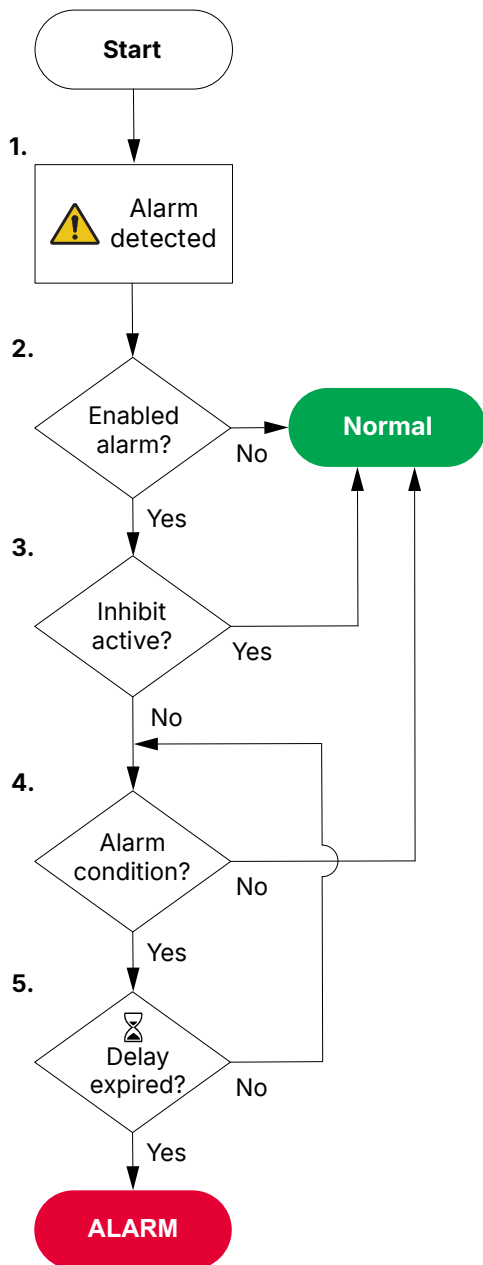 Start
1.
Alarm
detected
2.
Enabled
alarm?
No
Normal
Yes
3.
Inhibit
active?
Yes
No
4.
Alarm
condition?
No
Yes
5.
Delay
expired?
No
Yes
ALARM